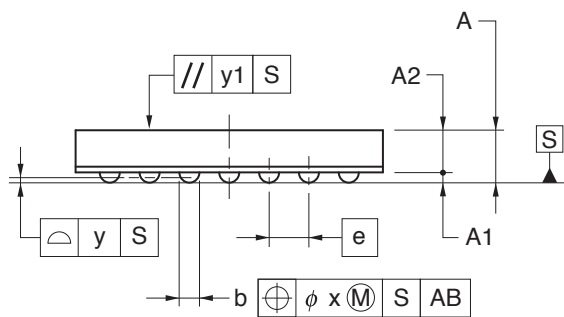 A
// y1 S
A2
S
⌓ y S
e
A1
b ⌖ ϕ x Ⓜ S AB